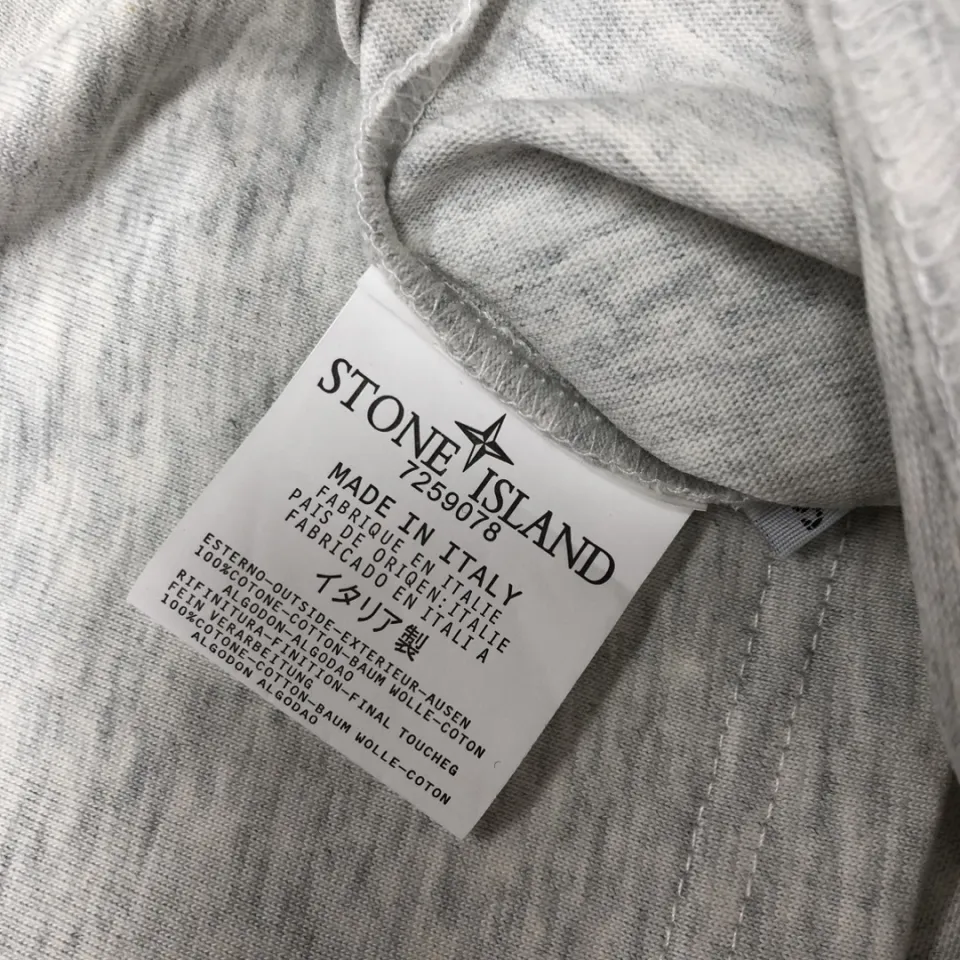 STONE ISLAND
7259078
MADE IN ITALY
FABRIQUE EN ITALIE
PAIS DE ORIQEN:ITALIE
FABRICADO EN ITALI A
イタリア製
ESTERNO-OUTSIDE-EXTERIEUR-AUSEN
100%COTONE-COTTON-BAUM WOLLE-COTON
ALGODON-ALGODAO
RIFINITURA-FINITION-FINAL TOUCHEG
FEIN VERARBEITUNG
100%COTONE-COTTON-BAUM WOLLE-COTON
ALGODON ALGODAO